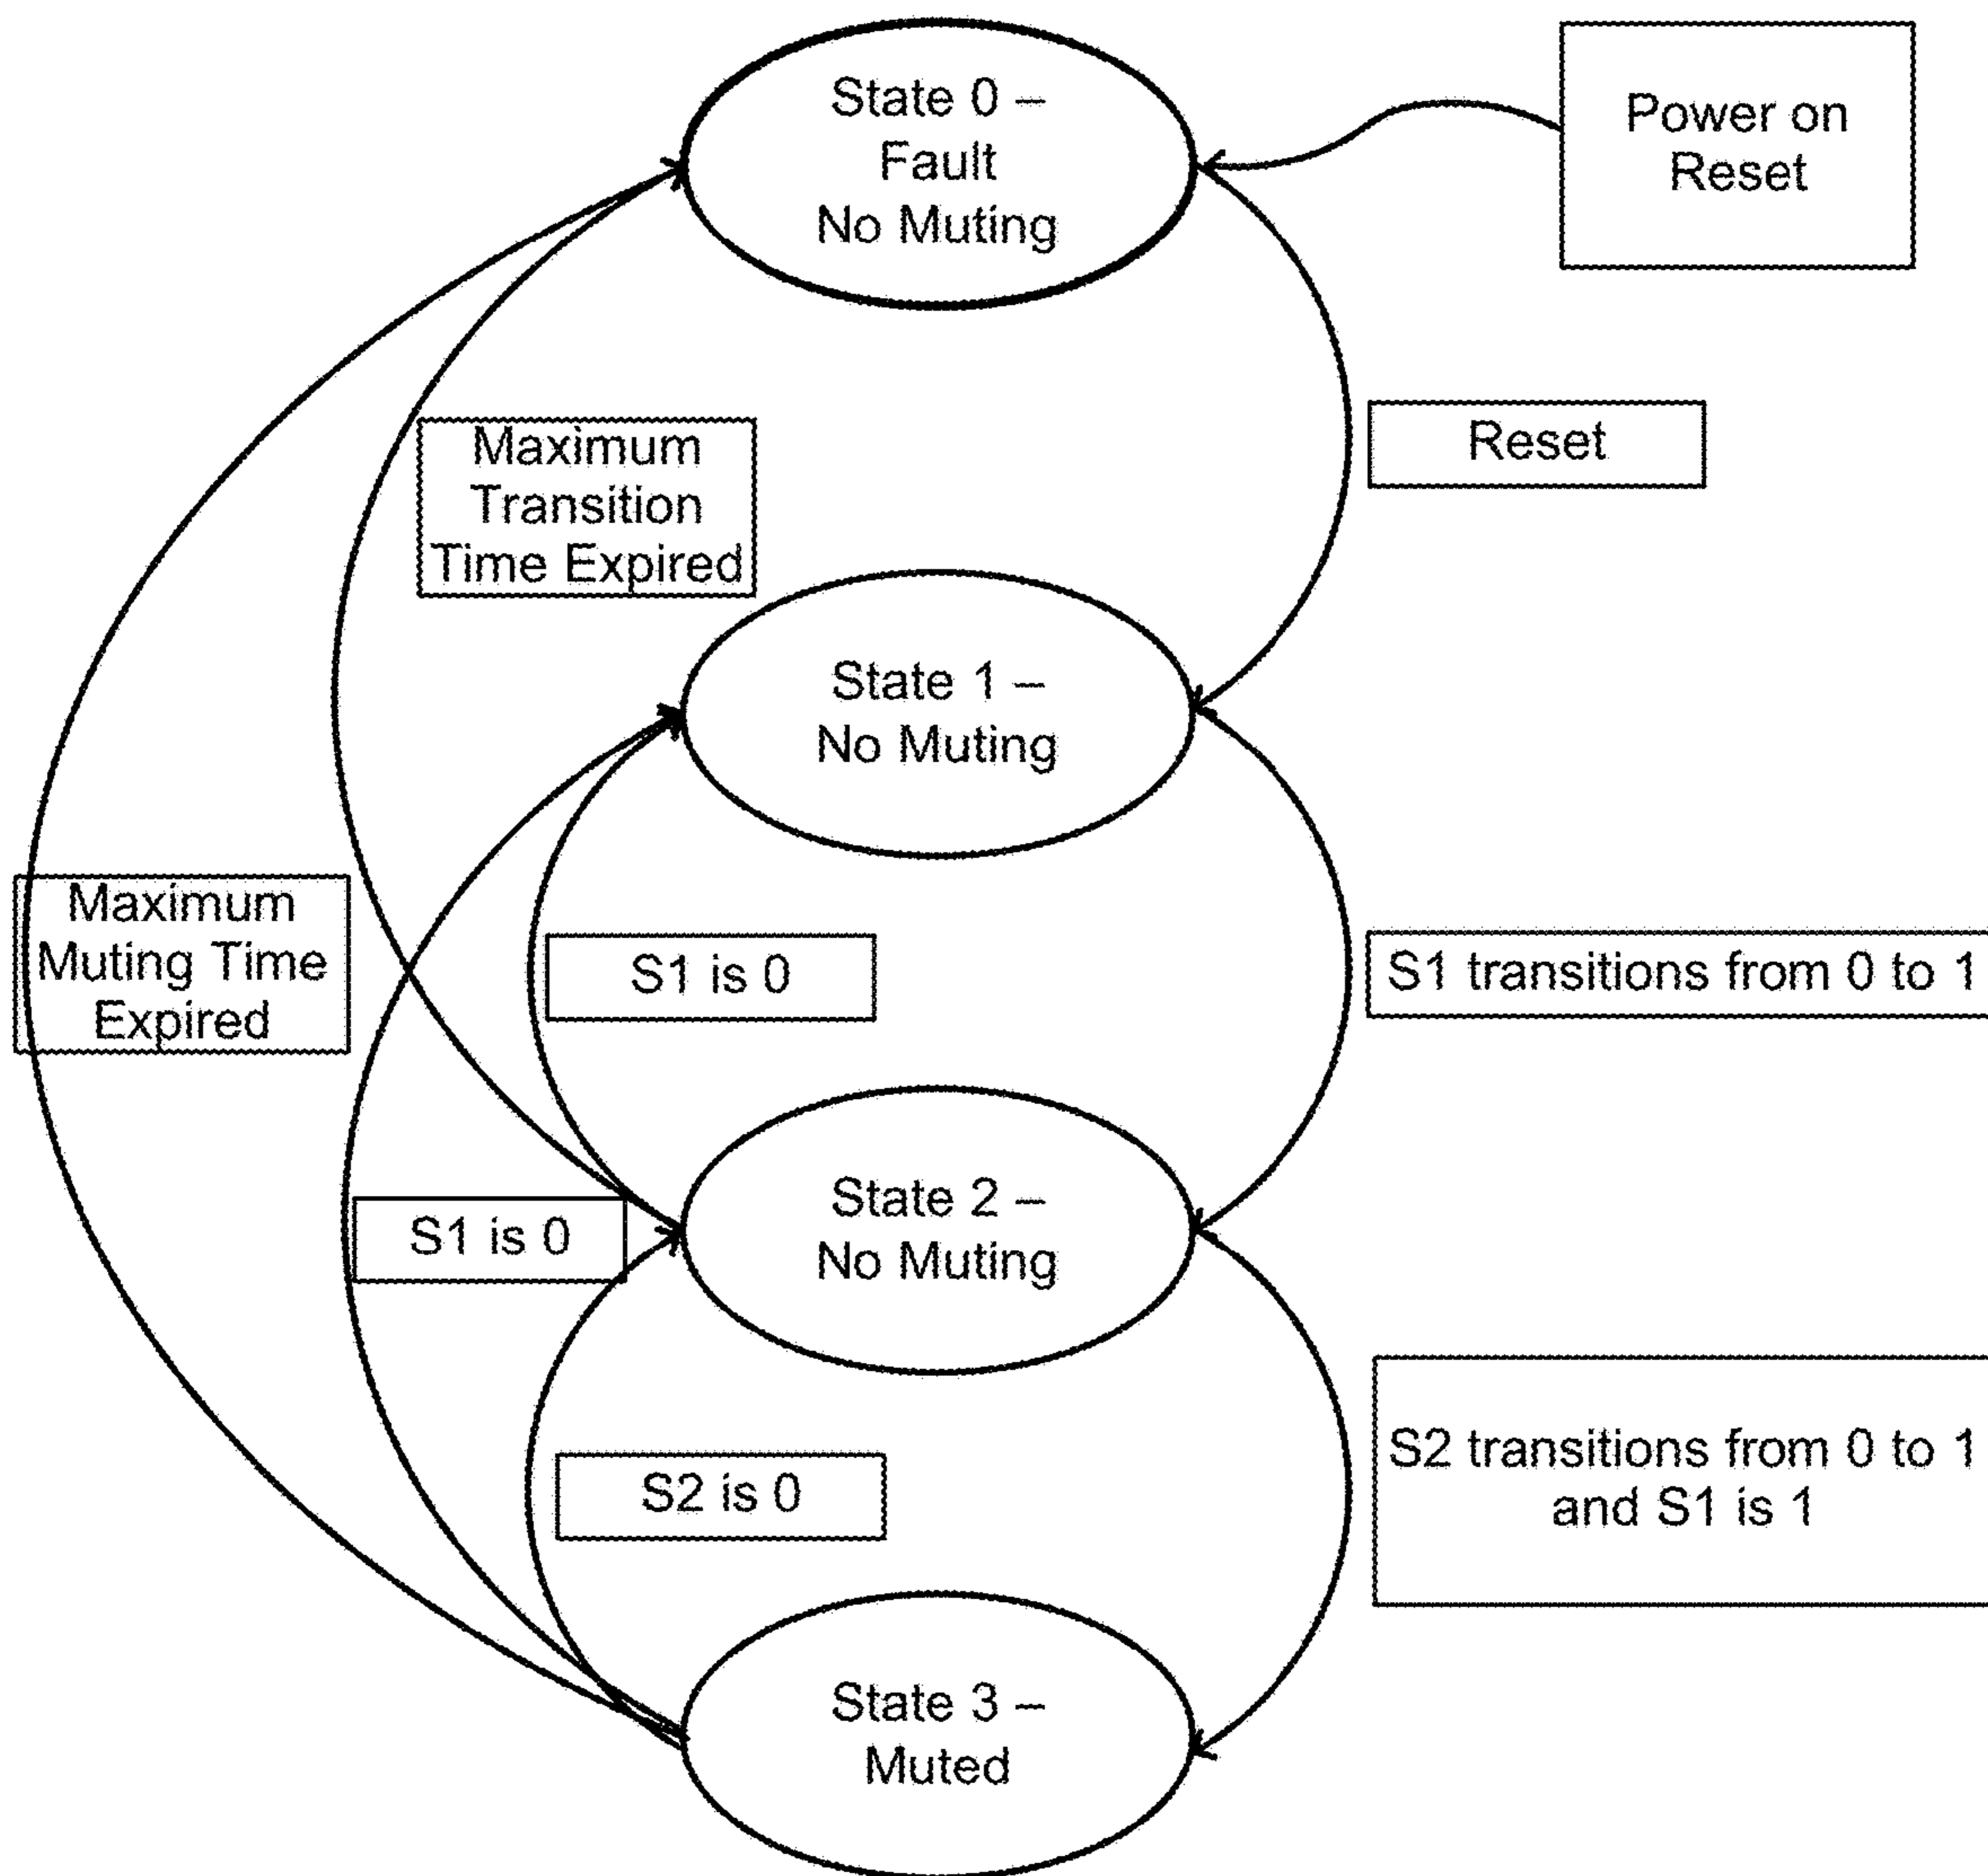 State 0 –
Fault
No Muting
Power on
Reset
Reset
Maximum
Transition
Time Expired
State 1 –
No Muting
Maximum
Muting Time
Expired
S1 is 0
S1 transitions from 0 to 1
S1 is 0
State 2 –
No Muting
S2 is 0
S2 transitions from 0 to 1
and S1 is 1
State 3 –
Muted